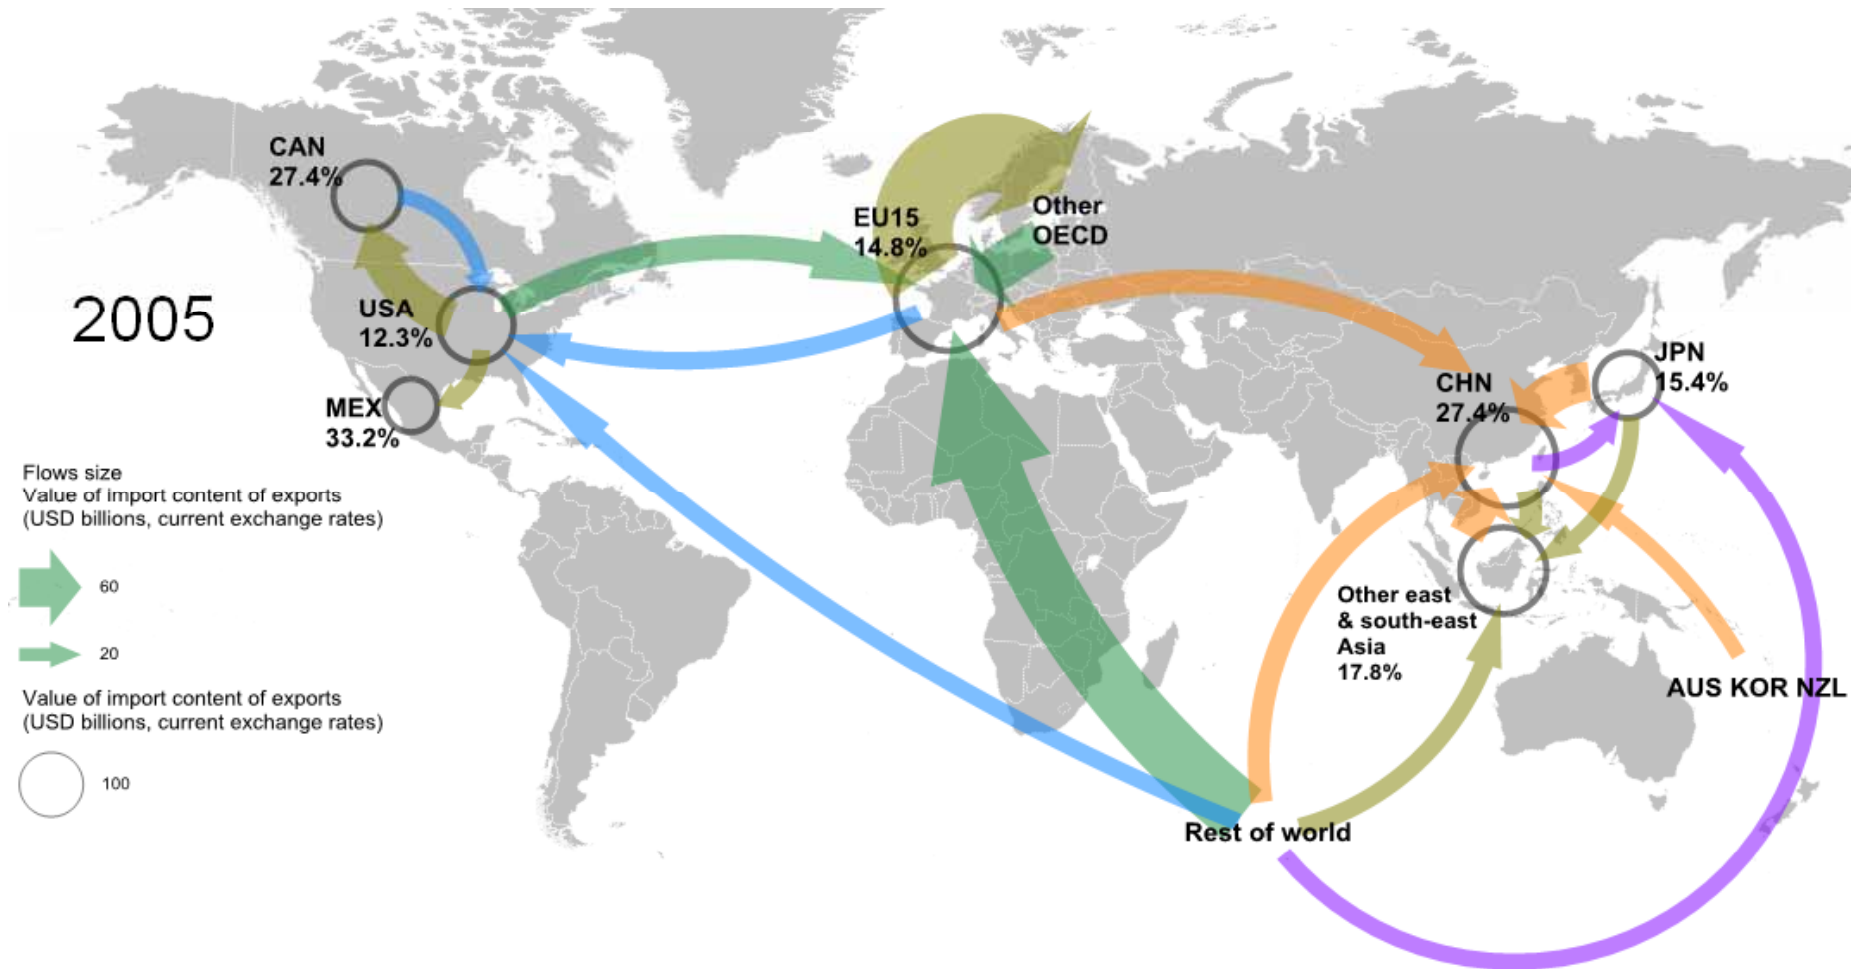 CAN
27.4%
2005
USA
12.3%
MEX
33.2%
EU15
14.8%
Other
OECD
CHN
27.4%
JPN
15.4%
Other east
& south-east
Asia
17.8%
AUS KOR NZL
Rest of world
Flows size
Value of import content of exports
(USD billions, current exchange rates)
60
20
Value of import content of exports
(USD billions, current exchange rates)
100